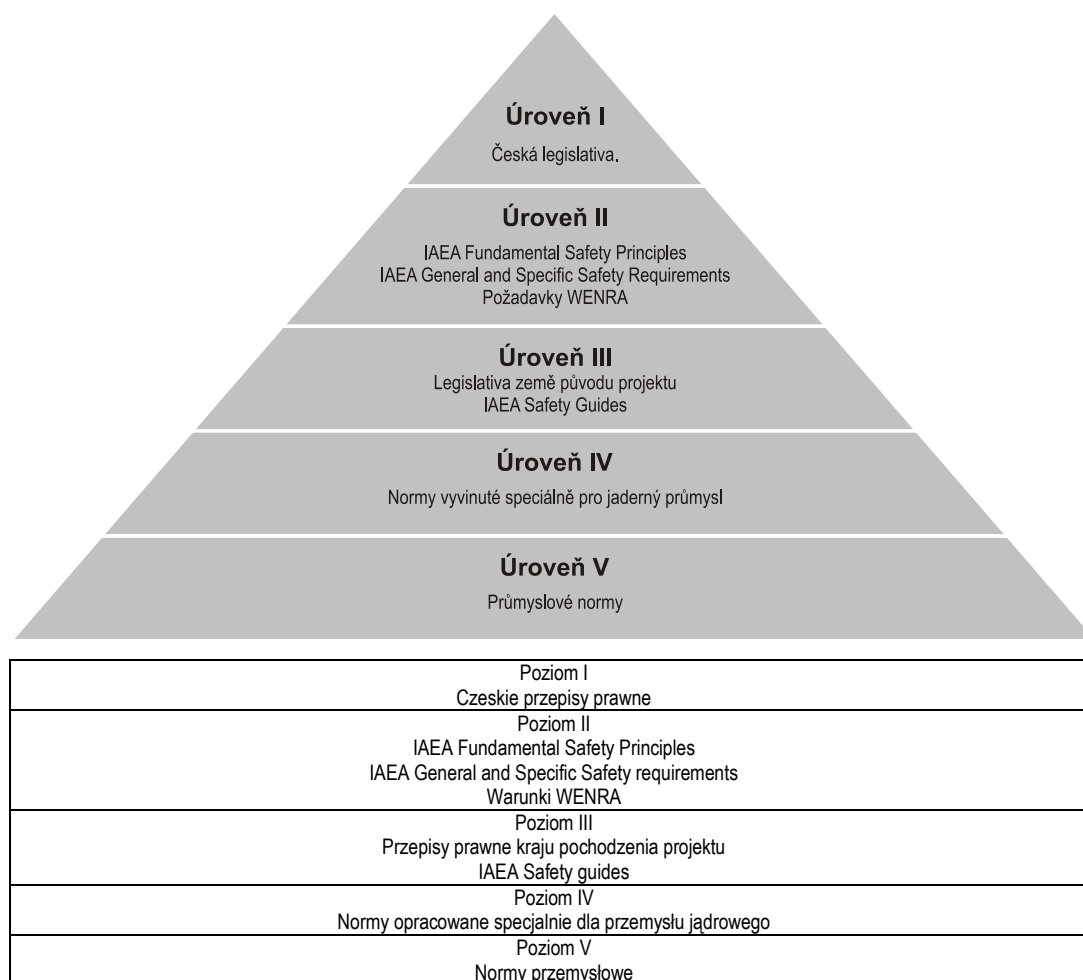 Úroveň I
Česká legislativa.
Úroveň II
IAEA Fundamental Safety Principles
IAEA General and Specific Safety Requirements
Požadavky WENRA
Úroveň III
Legislativa země původu projektu
IAEA Safety Guides
Úroveň IV
Normy vyvinuté speciálně pro jaderný průmysl
Úroveň V
Průmyslové normy
Poziom I
Czeskie przepisy prawne
Poziom II
IAEA Fundamental Safety Principles
IAEA General and Specific Safety requirements
Warunki WENRA
Poziom III
Przepisy prawne kraju pochodzenia projektu
IAEA Safety guides
Poziom IV
Normy opracowane specjalnie dla przemysłu jądrowego
Poziom V
Normy przemysłowe